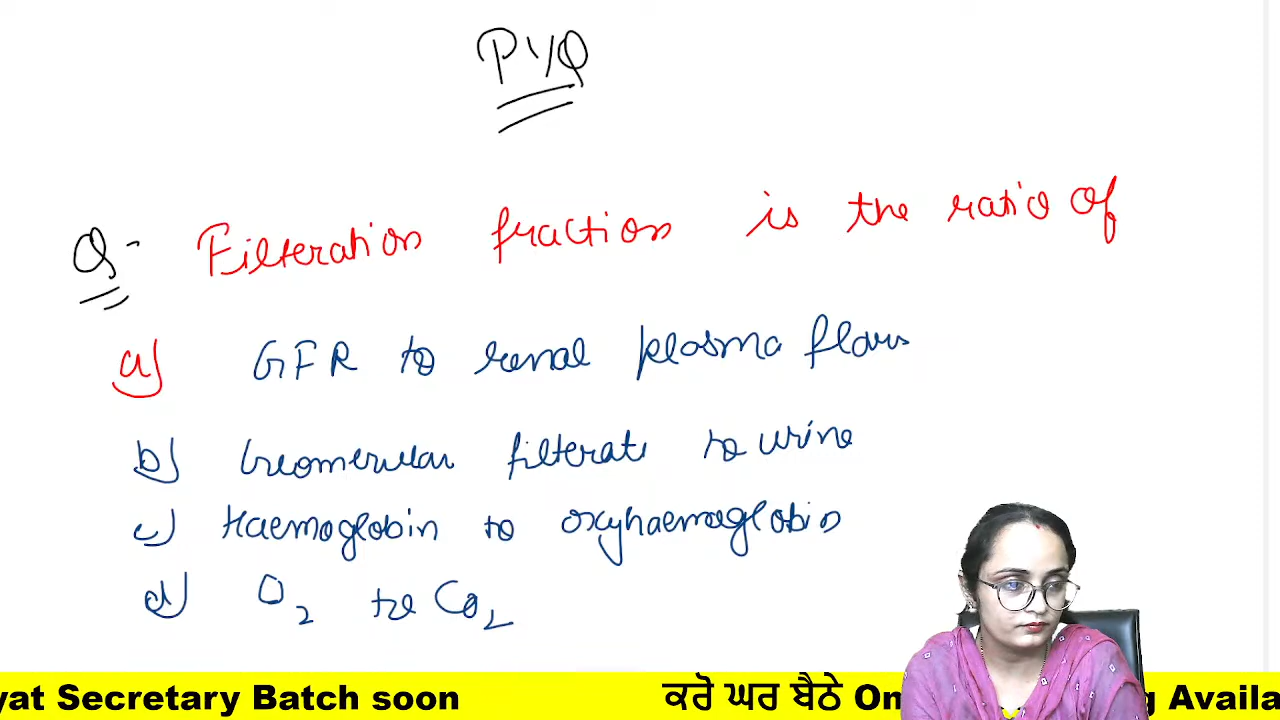 PYQ
Q- Filteration fraction is the ratio of
a) GFR to renal plasma flow
b) Glomerular filterate to urine
c) Haemoglobin to oxyhaemoglobin
d) O2 to CO2
yat Secretary Batch soon ਕਰੋ ਘਰ ਬੈਠੇ On g Availa